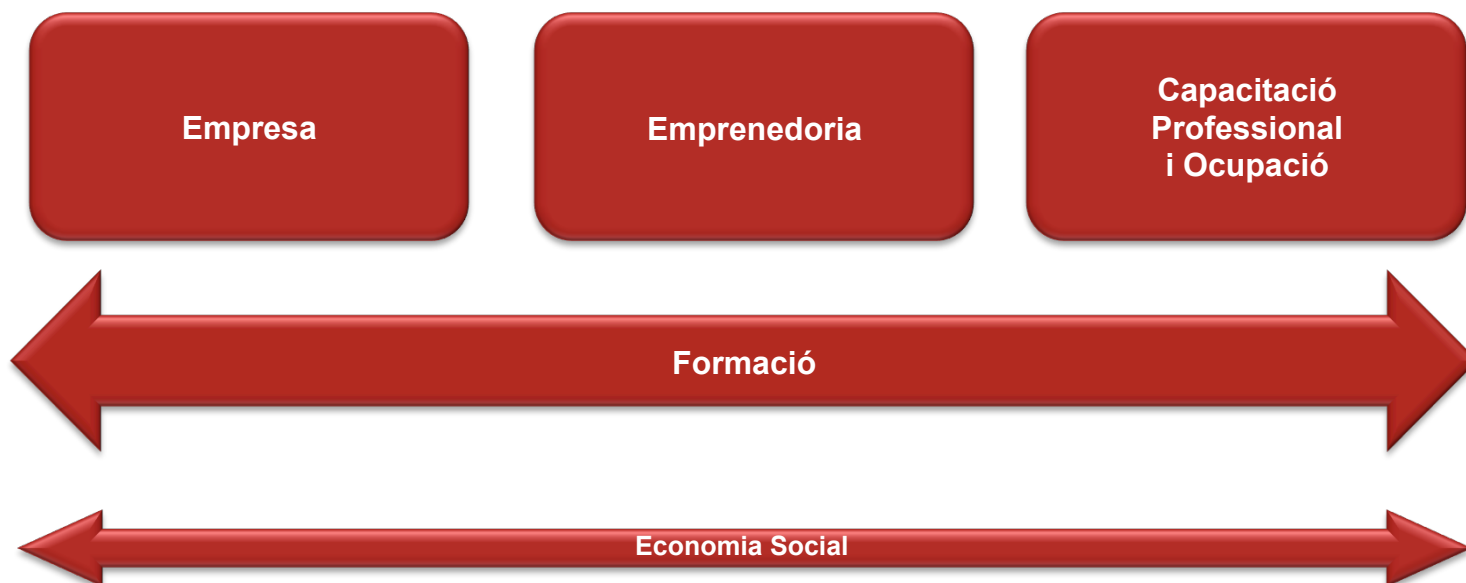 Empresa
Emprenedoria
Capacitació
Professional
i Ocupació
Formació
Economia Social